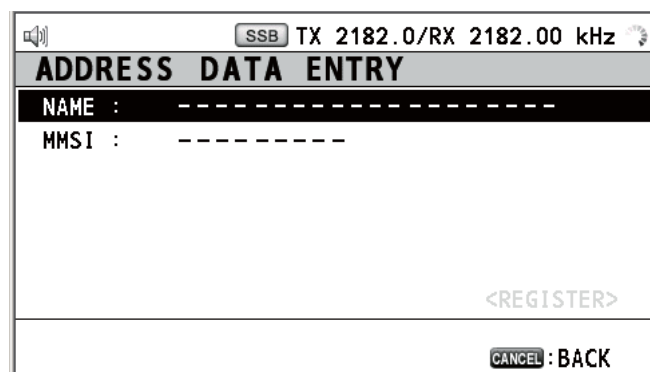 SSB TX 2182.0/RX 2182.00 kHz
ADDRESS DATA ENTRY
NAME : --------------------
MMSI : ---------
<REGISTER>
CANCEL : BACK